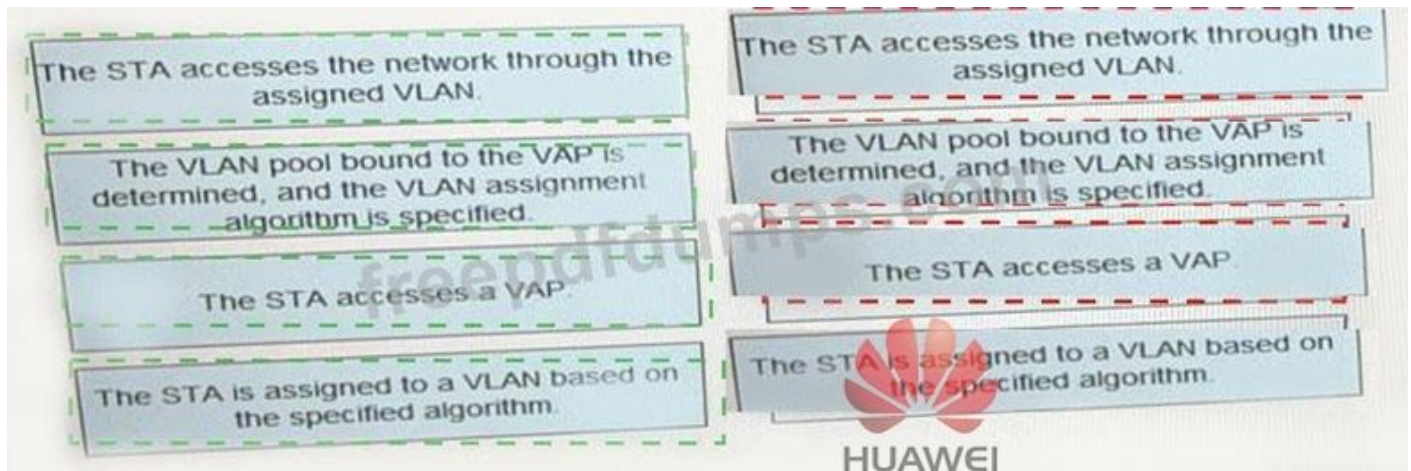 The STA accesses the network through the
assigned VLAN.
The VLAN pool bound to the VAP is
determined, and the VLAN assignment
algorithm is specified.
The STA accesses a VAP.
The STA is assigned to a VLAN based on
the specified algorithm.
The STA accesses the network through the
assigned VLAN.
The VLAN pool bound to the VAP is
determined, and the VLAN assignment
algorithm is specified.
The STA accesses a VAP.
The STA is assigned to a VLAN based on
the specified algorithm.
freepdfdumps.com
HUAWEI